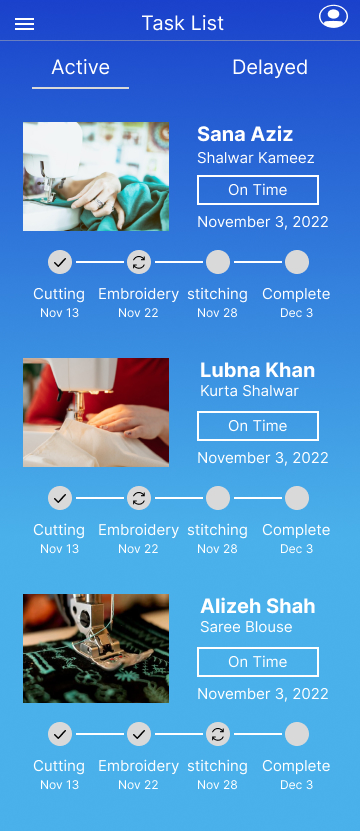 Task List
Active Delayed
Sana Aziz
Shalwar Kameez
On Time
November 3, 2022
Cutting Embroidery stitching Complete
Nov 13 Nov 22 Nov 28 Dec 3
Lubna Khan
Kurta Shalwar
On Time
November 3, 2022
Cutting Embroidery stitching Complete
Nov 13 Nov 22 Nov 28 Dec 3
Alizeh Shah
Saree Blouse
On Time
November 3, 2022
Cutting Embroidery stitching Complete
Nov 13 Nov 22 Nov 28 Dec 3